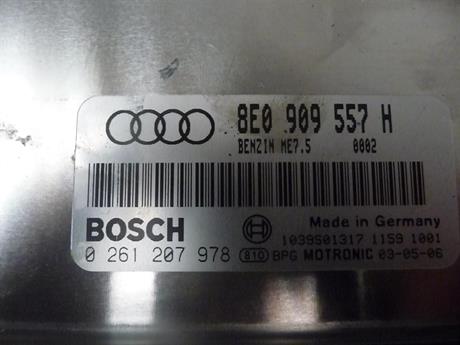 8E0 909 557 H
BENZIN ME7.5 0002
BOSCH
Made in Germany
1039S01317 1159 1001
0 261 207 978 810 BPG MOTRONIC 03-05-06